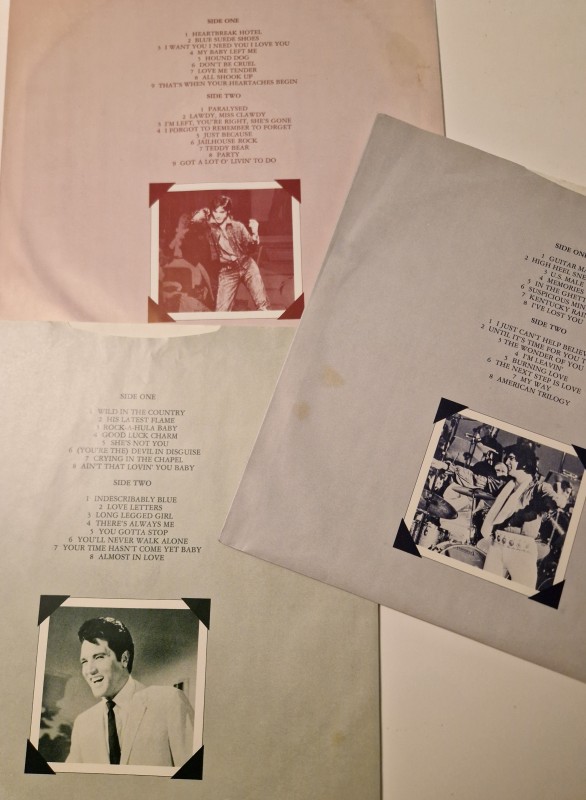 SIDE ONE
1 HEARTBREAK HOTEL
2 BLUE SUEDE SHOES
3 I WANT YOU I NEED YOU I LOVE YOU
4 MY BABY LEFT ME
5 HOUND DOG
6 DON'T BE CRUEL
7 LOVE ME TENDER
8 ALL SHOOK UP
9 THAT'S WHEN YOUR HEARTACHES BEGIN
SIDE TWO
1 PARALYSED
2 LAWDY, MISS CLAWDY
3 I'M LEFT, YOU'RE RIGHT, SHE'S GONE
4 I FORGOT TO REMEMBER TO FORGET
5 JUST BECAUSE
6 JAILHOUSE ROCK
7 TEDDY BEAR
8 PARTY
9 GOT A LOT O' LIVIN' TO DO
SIDE ONE
1 GUITAR M
2 HIGH HEEL SNE
3 U.S. MALE
4 MEMORIES
5 IN THE GHET
6 SUSPICIOUS MIN
7 KENTUCKY RAI
8 I'VE LOST YOU
SIDE TWO
1 I JUST CAN'T HELP BELIE
2 UNTIL IT'S TIME FOR YOU T
3 THE WONDER OF YOU
4 I'M LEAVIN'
5 BURNING LOVE
6 THE NEXT STEP IS LOVE
7 MY WAY
8 AMERICAN TRILOGY
SIDE ONE
1 WILD IN THE COUNTRY
2 HIS LATEST FLAME
3 ROCK-A-HULA BABY
4 GOOD LUCK CHARM
5 SHE'S NOT YOU
6 (YOU'RE THE) DEVIL IN DISGUISE
7 CRYING IN THE CHAPEL
8 AIN'T THAT LOVIN' YOU BABY
SIDE TWO
1 INDESCRIBABLY BLUE
2 LOVE LETTERS
3 LONG LEGGED GIRL
4 THERE'S ALWAYS ME
5 YOU GOTTA STOP
6 YOU'LL NEVER WALK ALONE
7 YOUR TIME HASN'T COME YET BABY
8 ALMOST IN LOVE